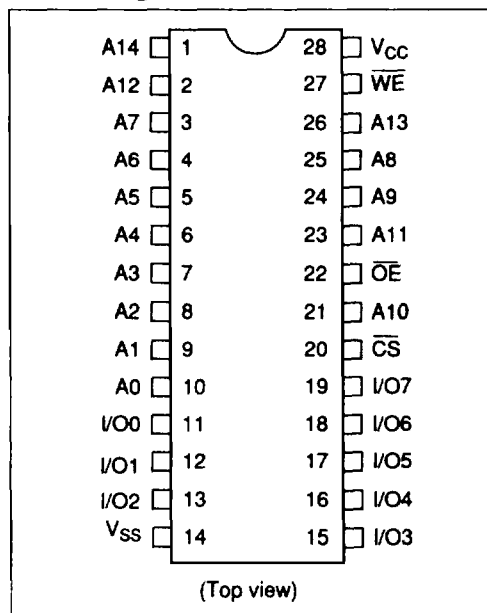 A14 1 28 VCC
A12 2 27 WE
A7 3 26 A13
A6 4 25 A8
A5 5 24 A9
A4 6 23 A11
A3 7 22 OE
A2 8 21 A10
A1 9 20 CS
A0 10 19 I/O7
I/O0 11 18 I/O6
I/O1 12 17 I/O5
I/O2 13 16 I/O4
VSS 14 15 I/O3
(Top view)